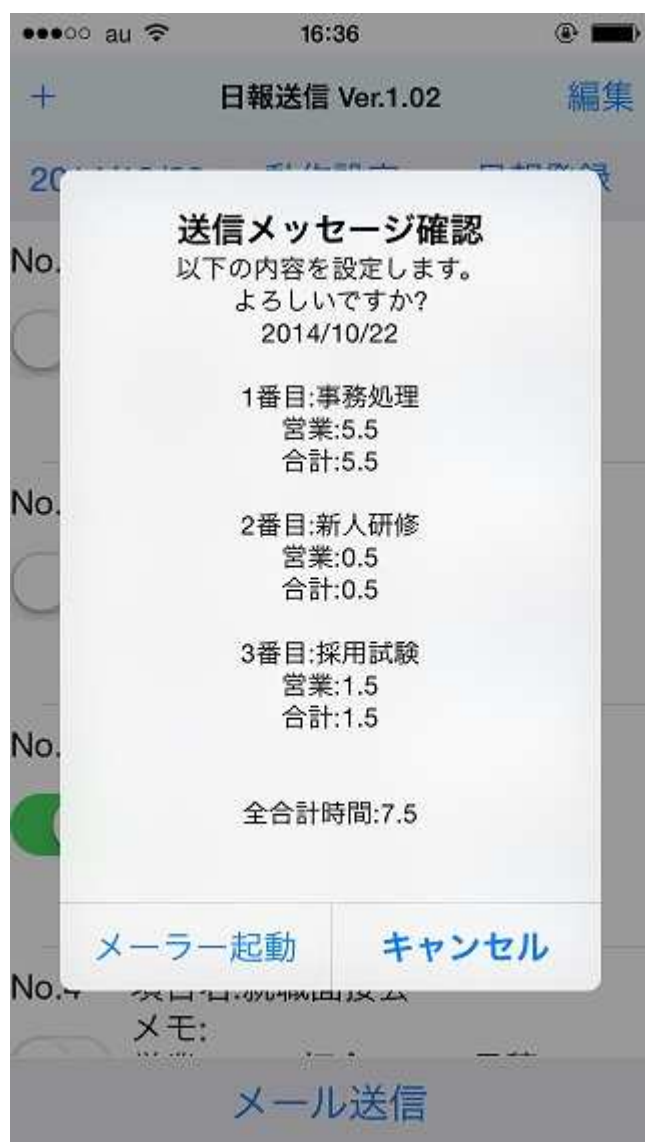 au 16:36
+ 日報送信 Ver.1.02 編集
20
送信メッセージ確認
以下の内容を設定します。
よろしいですか?
2014/10/22
1番目:事務処理
営業:5.5
合計:5.5
2番目:新人研修
営業:0.5
合計:0.5
3番目:採用試験
営業:1.5
合計:1.5
全合計時間:7.5
メーラー起動 キャンセル
No.
No.
No.
No.4
メモ:
メール送信